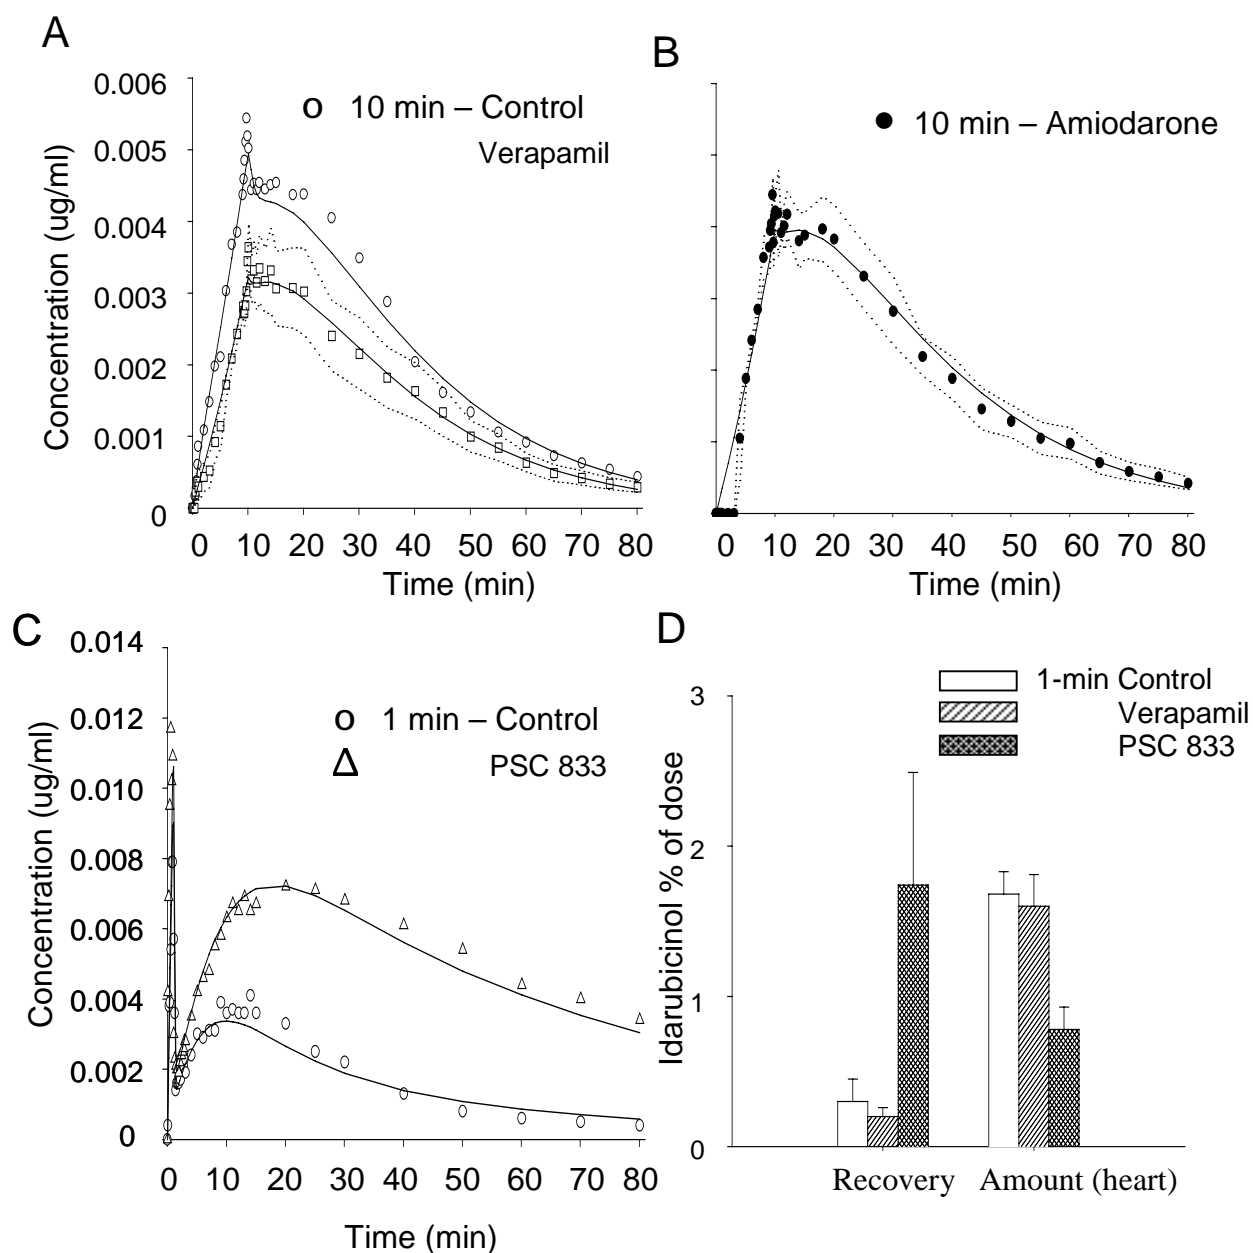 A
0.006
0.005
0.004
0.003
0.002
0.001
0
Concentration (ug/ml)
o 10 min – Control
Verapamil
0 10 20 30 40 50 60 70 80
Time (min)
B
10 min – Amiodarone
0 10 20 30 40 50 60 70 80
Time (min)
C
0.014
0.012
0.010
0.008
0.006
0.004
0.002
0
Concentration (ug/ml)
o 1 min – Control
Δ PSC 833
0 10 20 30 40 50 60 70 80
Time (min)
D
1-min Control
Verapamil
PSC 833
3
2
1
0
Idarubicinol % of dose
Recovery Amount (heart)